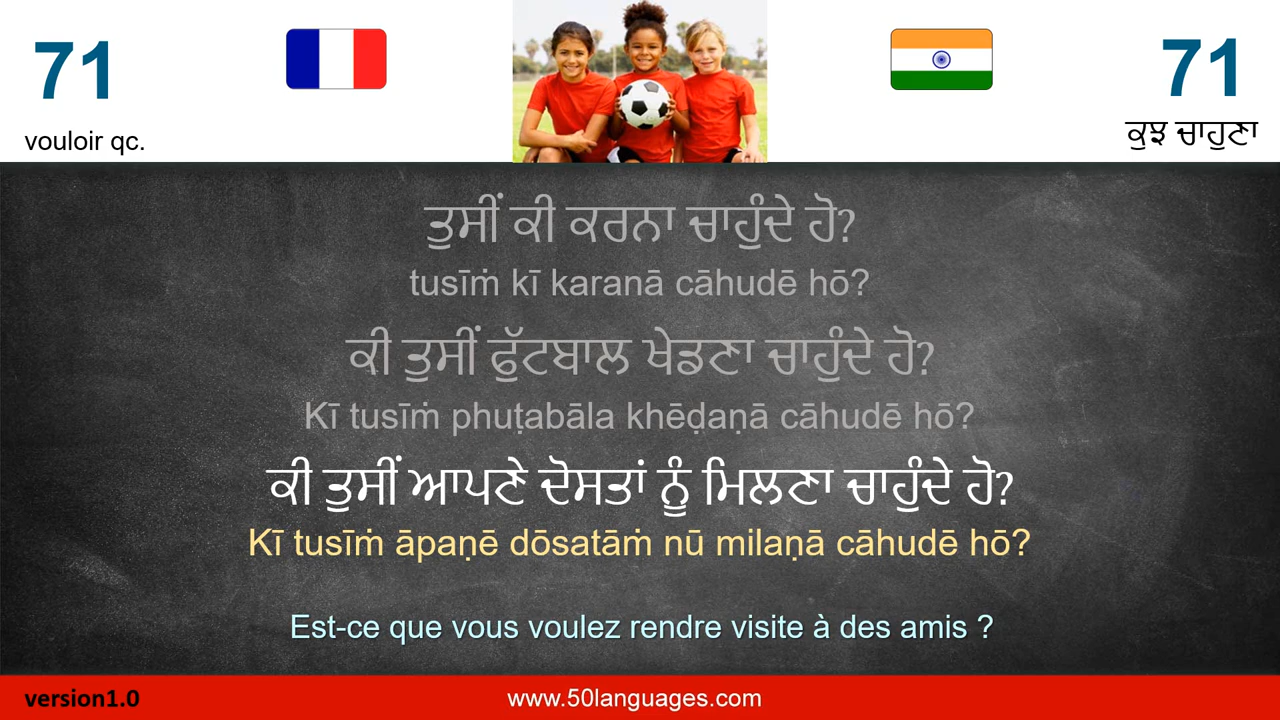 71
71
vouloir qc.
ਕੁਝ ਚਾਹੁਣਾ
ਤੁਸੀਂ ਕੀ ਕਰਨਾ ਚਾਹੁੰਦੇ ਹੋ?
tusīṁ kī karanā cāhudē hō?
ਕੀ ਤੁਸੀਂ ਫੁੱਟਬਾਲ ਖੇਡਣਾ ਚਾਹੁੰਦੇ ਹੋ?
Kī tusīṁ phuṭabāla khēḍaṇā cāhudē hō?
ਕੀ ਤੁਸੀਂ ਆਪਣੇ ਦੋਸਤਾਂ ਨੂੰ ਮਿਲਣਾ ਚਾਹੁੰਦੇ ਹੋ?
Kī tusīṁ āpaṇē dōsatāṁ nū milaṇā cāhudē hō?
Est-ce que vous voulez rendre visite à des amis ?
version1.0
www.50languages.com